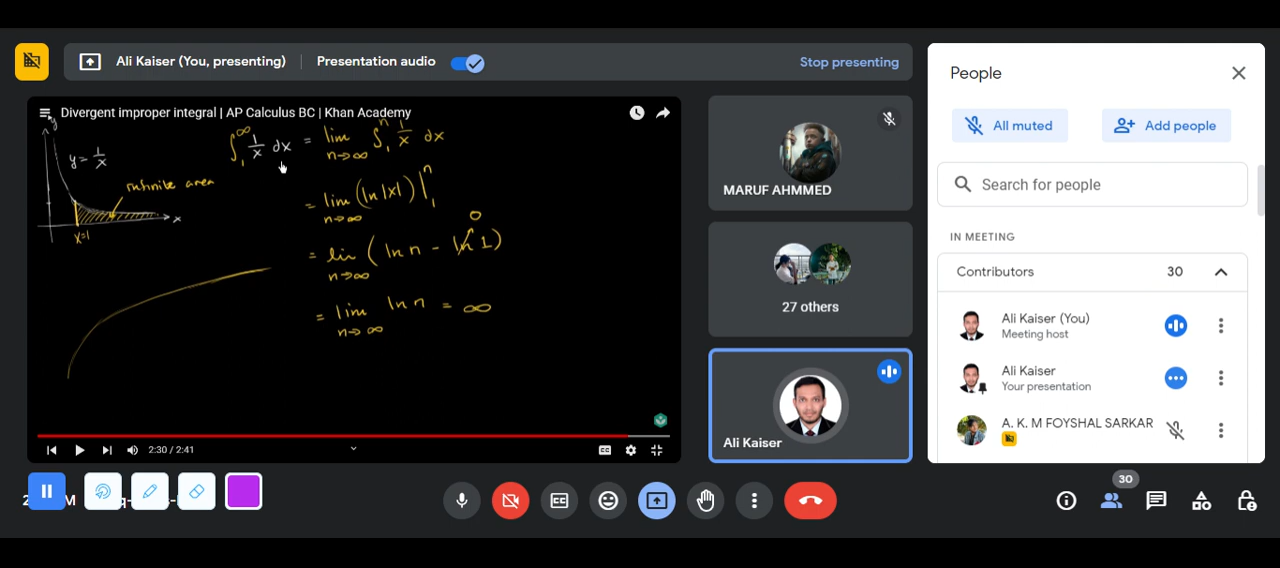 Ali Kaiser (You, presenting)
Presentation audio
Stop presenting
People
All muted
Add people
Search for people
IN MEETING
Contributors 30
Ali Kaiser (You)
Meeting host
Ali Kaiser
Your presentation
A. K. M FOYSHAL SARKAR
MARUF AHMMED
27 others
Ali Kaiser
Divergent improper integral | AP Calculus BC | Khan Academy
y
y = 1/x
infinite area
x
x=1
∫₁^∞ 1/x dx = lim n→∞ ∫₁ⁿ 1/x dx
= lim n→∞ (ln |x|) |₁ⁿ
0
= lim n→∞ (ln n - ln 1)
= lim n→∞ ln n = ∞
2:30 / 2:41
30